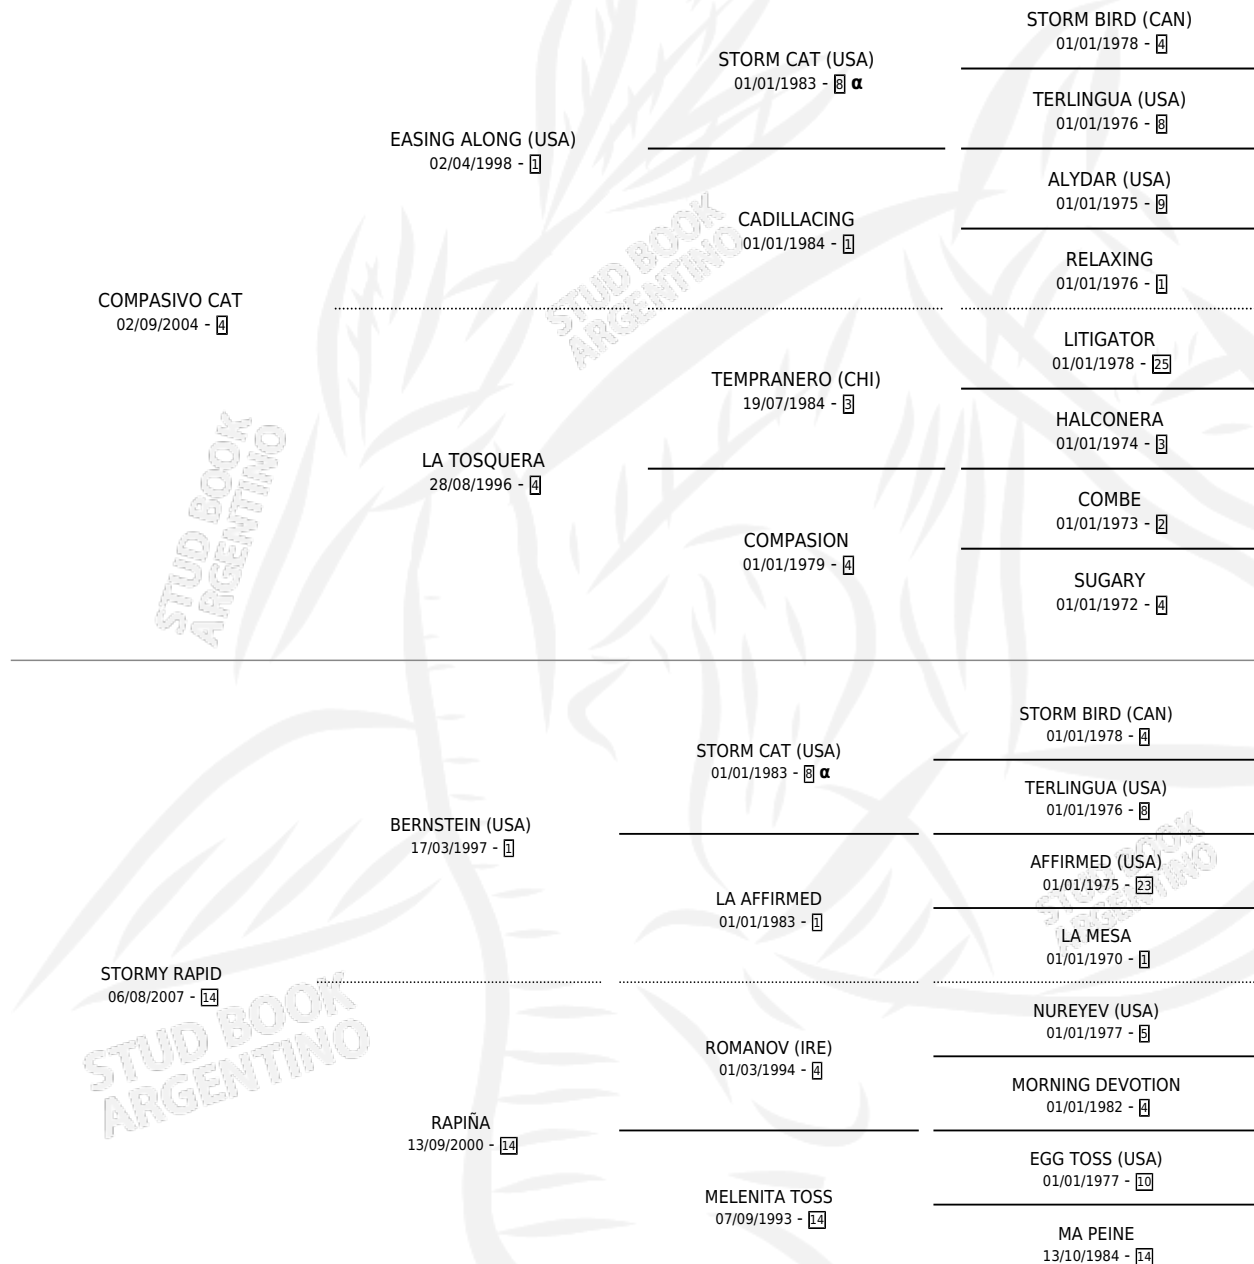 STORM BIRD (CAN)
01/01/1978 - 4
STORM CAT (USA)
01/01/1983 - 8 α
TERLINGUA (USA)
01/01/1976 - 8
EASING ALONG (USA)
02/04/1998 - 1
ALYDAR (USA)
01/01/1975 - 9
CADILLACING
01/01/1984 - 1
RELAXING
01/01/1976 - 1
COMPASIVO CAT
02/09/2004 - 4
LITIGATOR
01/01/1978 - 25
TEMPRANERO (CHI)
19/07/1984 - 3
HALCONERA
01/01/1974 - 3
LA TOSQUERA
28/08/1996 - 4
COMBE
01/01/1973 - 2
COMPASION
01/01/1979 - 4
SUGARY
01/01/1972 - 4
STORM BIRD (CAN)
01/01/1978 - 4
STORM CAT (USA)
01/01/1983 - 8 α
TERLINGUA (USA)
01/01/1976 - 8
BERNSTEIN (USA)
17/03/1997 - 1
AFFIRMED (USA)
01/01/1975 - 23
LA AFFIRMED
01/01/1983 - 1
LA MESA
01/01/1970 - 1
STORMY RAPID
06/08/2007 - 14
NUREYEV (USA)
01/01/1977 - 5
ROMANOV (IRE)
01/03/1994 - 4
MORNING DEVOTION
01/01/1982 - 4
RAPIÑA
13/09/2000 - 14
EGG TOSS (USA)
01/01/1977 - 10
MELENITA TOSS
07/09/1993 - 14
MA PEINE
13/10/1984 - 14
STUD BOOK
ARGENTINO
STUD BOOK
ARGENTINO
STUD BOOK
ARGENTINO
STUD BOOK
ARGENTINO